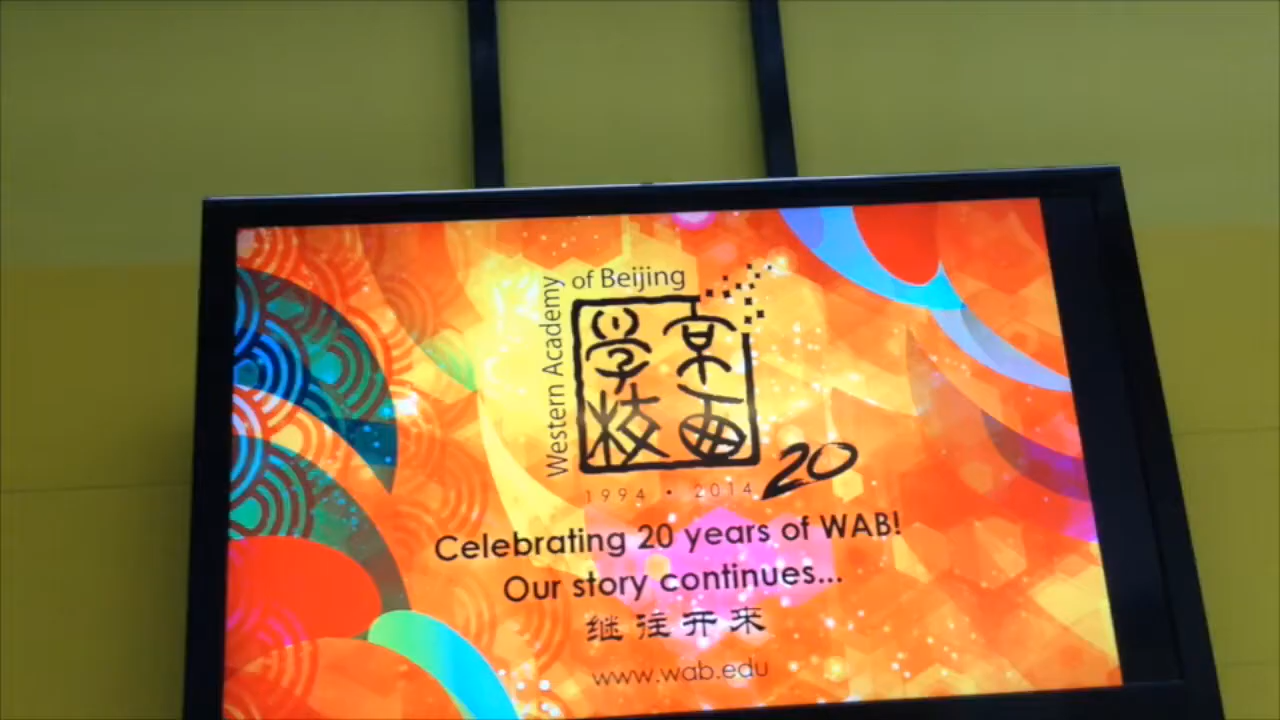 Western Academy
of Beijing
京西
學校
1994 • 2014
20
Celebrating 20 years of WAB!
Our story continues...
继往开来
www.wab.edu